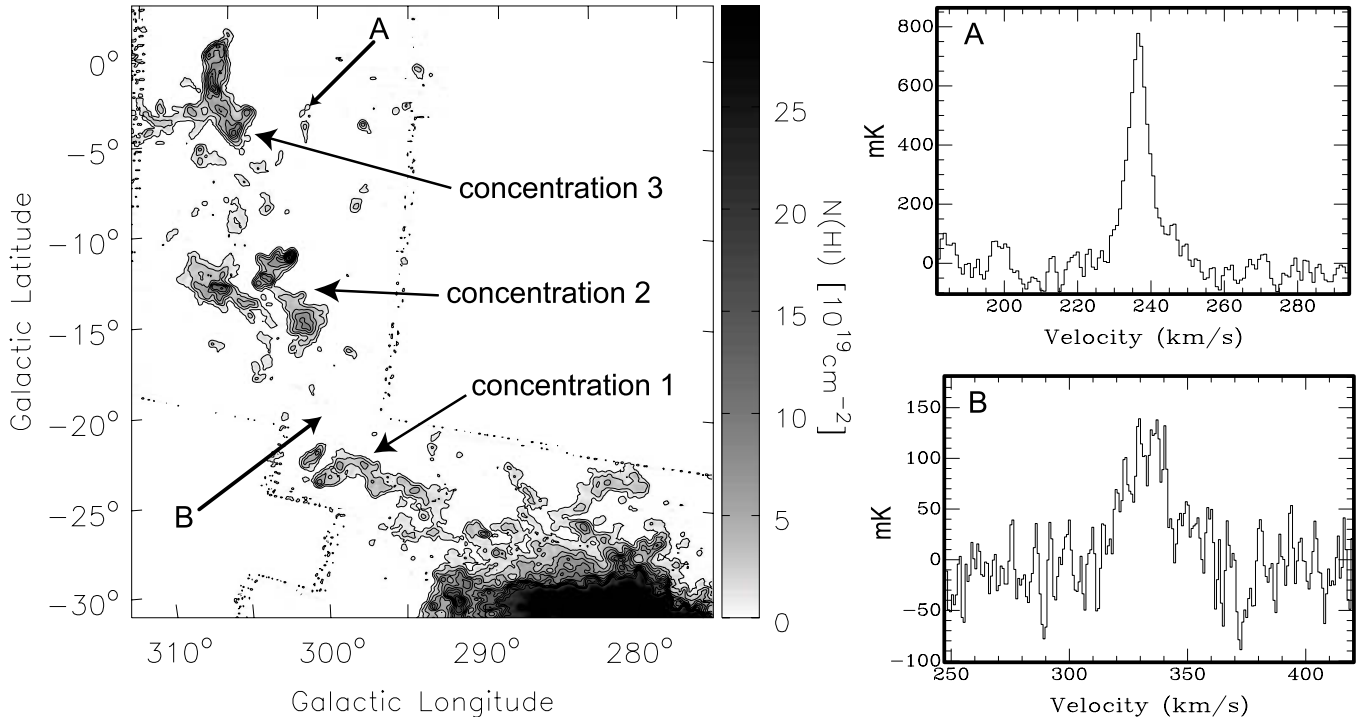 A
concentration 3
concentration 2
concentration 1
B
0°
−5°
−10°
−15°
−20°
−25°
−30°
Galactic Latitude
310°
300°
290°
280°
Galactic Longitude
25
20
15
10
5
0
N(HI) [10¹⁹cm⁻²]
A
800
600
400
200
0
mK
200
220
240
260
280
Velocity (km/s)
B
150
100
50
0
−50
−100
mK
250
300
350
400
Velocity (km/s)